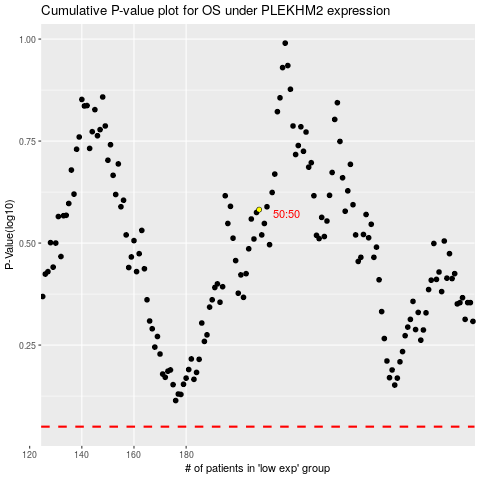 Cumulative P-value plot for OS under PLEKHM2 expression
P-Value(log10)
1.00
0.75
0.50
0.25
50:50
120 140 160 180
# of patients in 'low exp' group